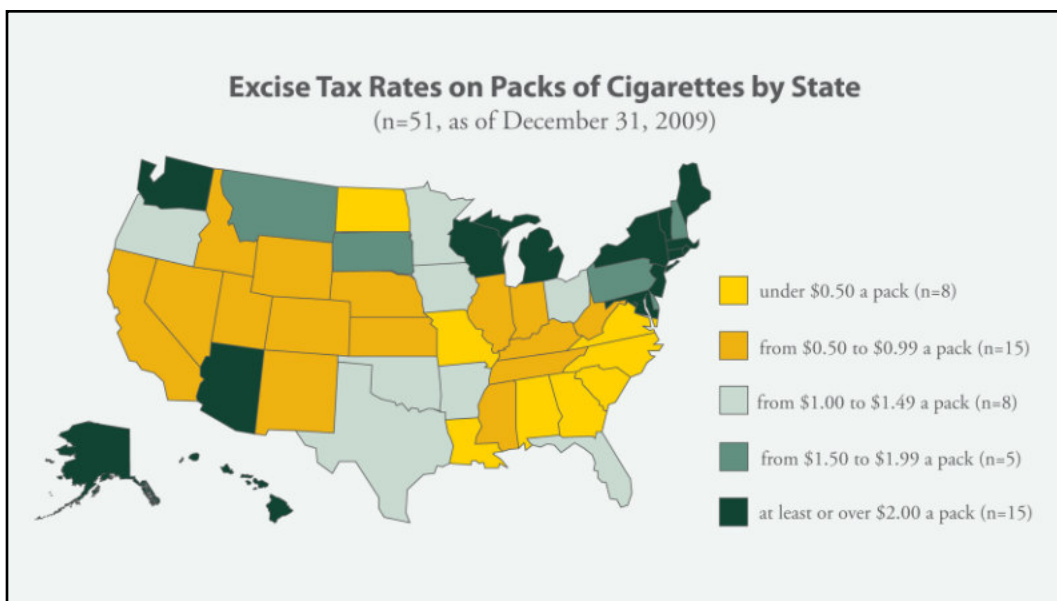 Excise Tax Rates on Packs of Cigarettes by State
(n=51, as of December 31, 2009)
under $0.50 a pack (n=8)
from $0.50 to $0.99 a pack (n=15)
from $1.00 to $1.49 a pack (n=8)
from $1.50 to $1.99 a pack (n=5)
at least or over $2.00 a pack (n=15)